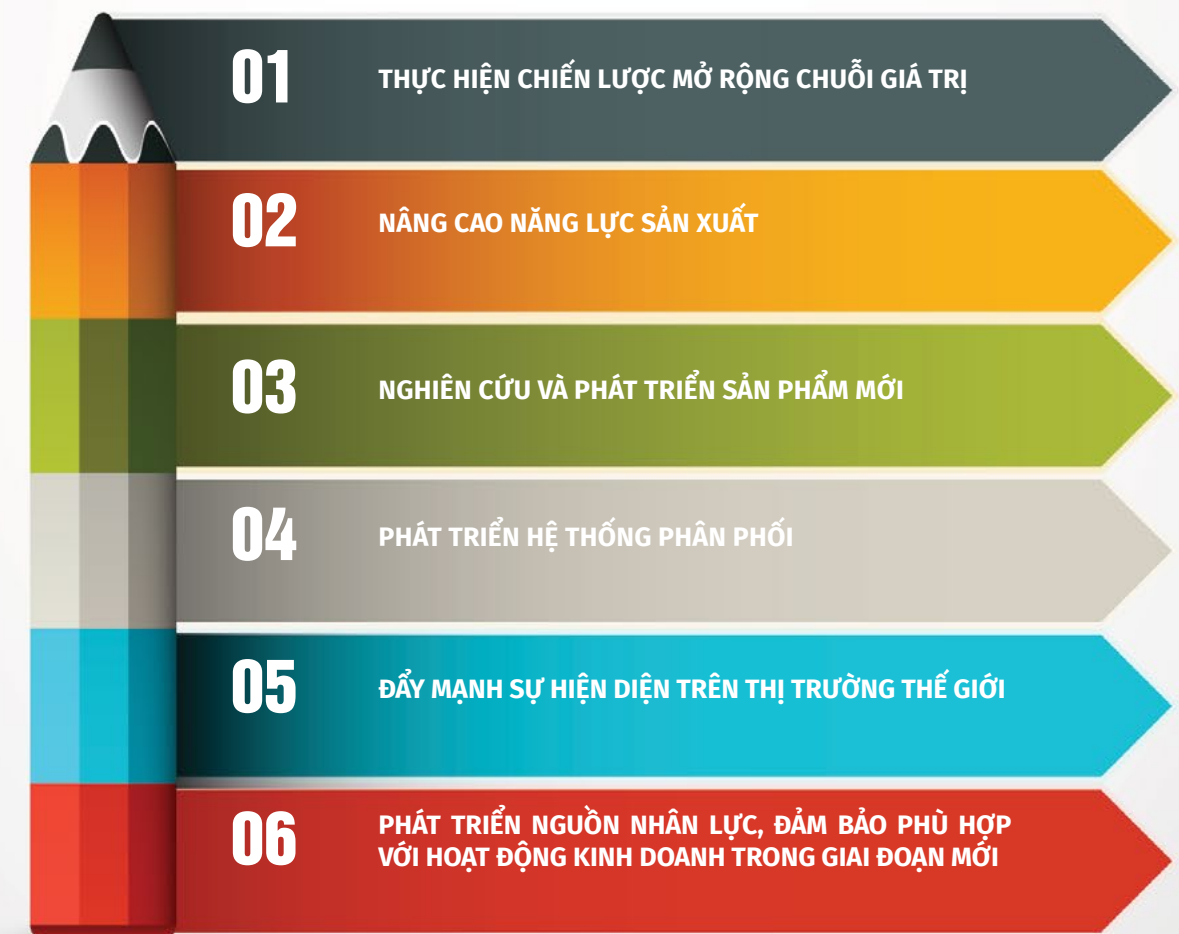 01
THỰC HIỆN CHIẾN LƯỢC MỞ RỘNG CHUỖI GIÁ TRỊ
02
NÂNG CAO NĂNG LỰC SẢN XUẤT
03
NGHIÊN CỨU VÀ PHÁT TRIỂN SẢN PHẨM MỚI
04
PHÁT TRIỂN HỆ THỐNG PHÂN PHỐI
05
ĐẨY MẠNH SỰ HIỆN DIỆN TRÊN THỊ TRƯỜNG THẾ GIỚI
06
PHÁT TRIỂN NGUỒN NHÂN LỰC, ĐẢM BẢO PHÙ HỢP
VỚI HOẠT ĐỘNG KINH DOANH TRONG GIAI ĐOẠN MỚI